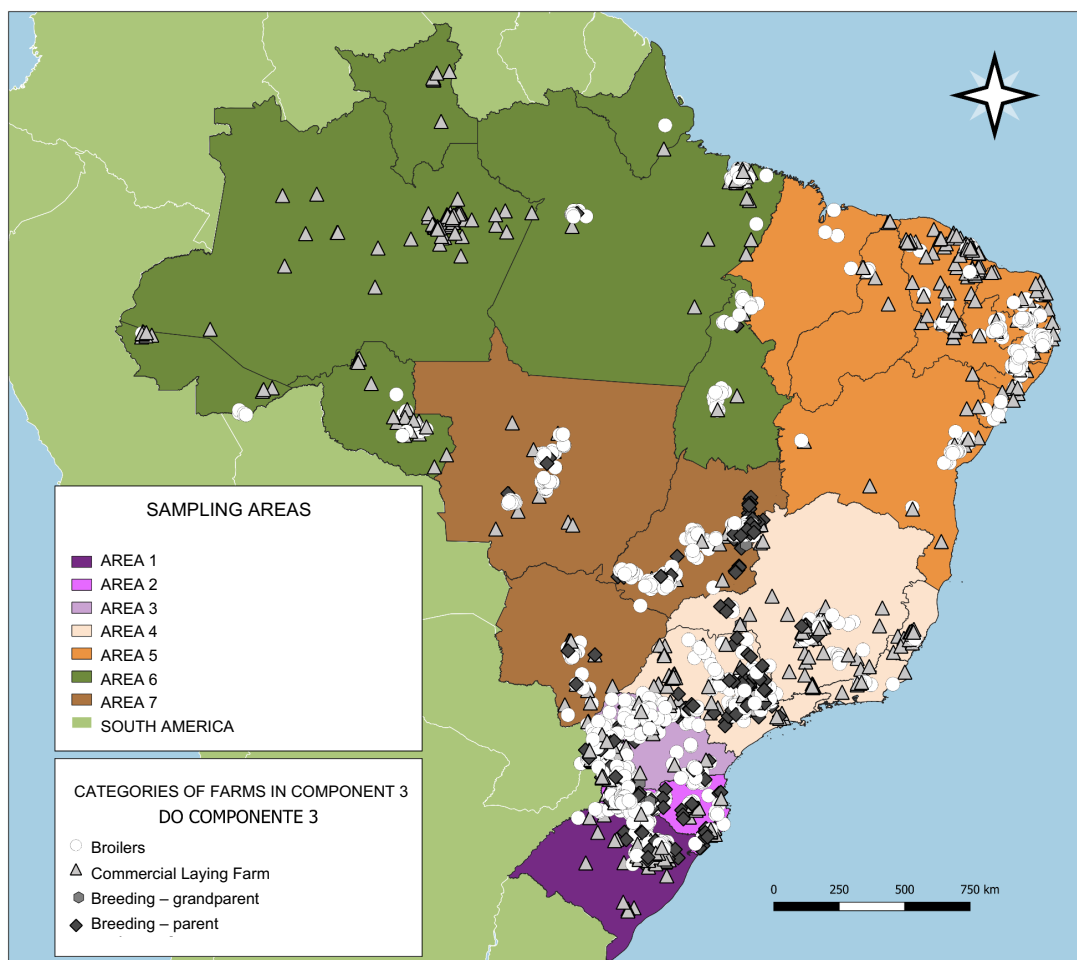 SAMPLING AREAS
AREA 1
AREA 2
AREA 3
AREA 4
AREA 5
AREA 6
AREA 7
SOUTH AMERICA
CATEGORIES OF FARMS IN COMPONENT 3
DO COMPONENTE 3
Broilers
Commercial Laying Farm
Breeding – grandparent
Breeding – parent
0 250 500 750 km